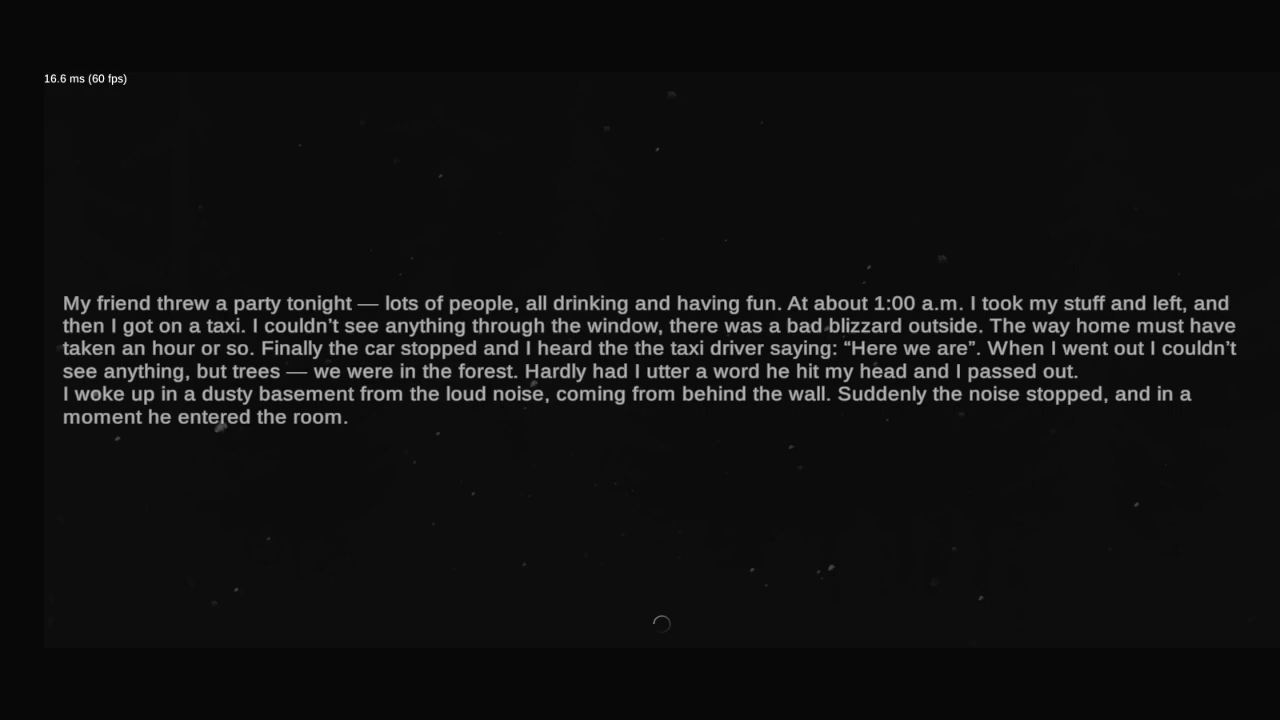 16.6 ms (60 fps)
My friend threw a party tonight — lots of people, all drinking and having fun. At about 1:00 a.m. I took my stuff and left, and
then I got on a taxi. I couldn’t see anything through the window, there was a bad blizzard outside. The way home must have
taken an hour or so. Finally the car stopped and I heard the the taxi driver saying: “Here we are”. When I went out I couldn’t
see anything, but trees — we were in the forest. Hardly had I utter a word he hit my head and I passed out.
I woke up in a dusty basement from the loud noise, coming from behind the wall. Suddenly the noise stopped, and in a
moment he entered the room.